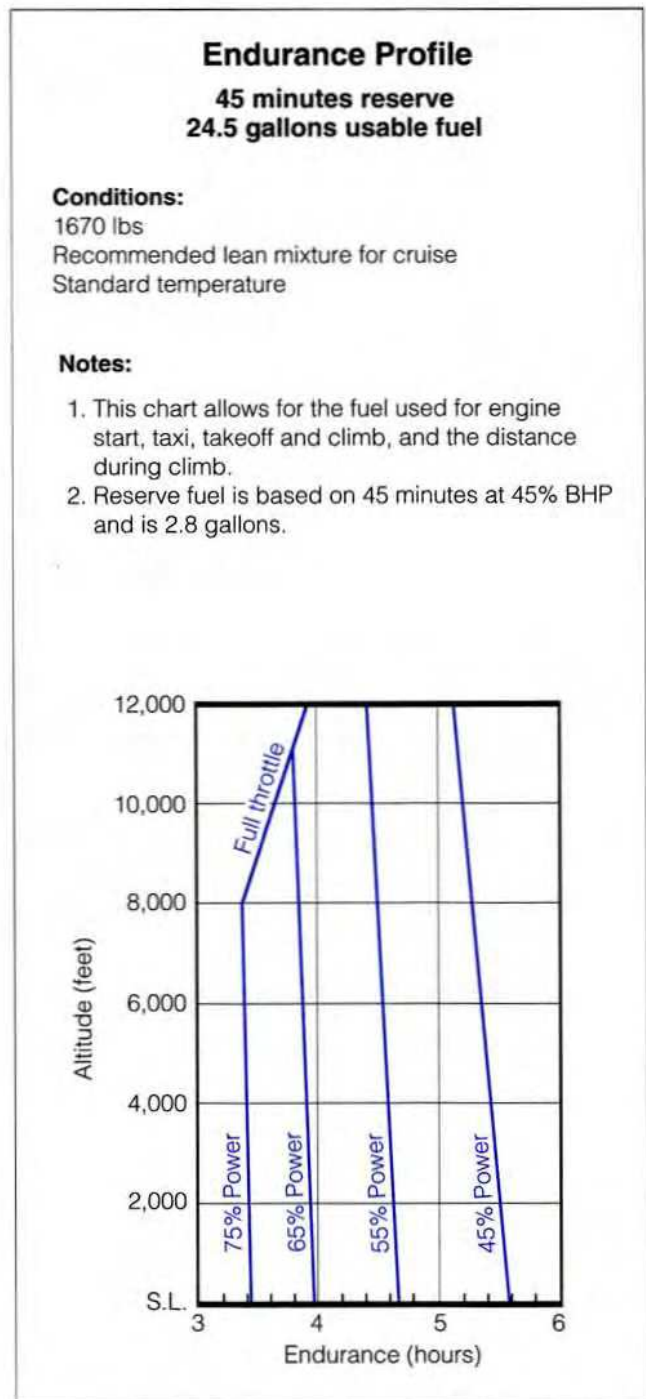 Endurance Profile
45 minutes reserve
24.5 gallons usable fuel
Conditions:
1670 lbs
Recommended lean mixture for cruise
Standard temperature
Notes:
1. This chart allows for the fuel used for engine
start, taxi, takeoff and climb, and the distance
during climb.
2. Reserve fuel is based on 45 minutes at 45% BHP
and is 2.8 gallons.
12,000
10,000
8,000
6,000
4,000
2,000
S.L.
Altitude (feet)
Full throttle
75% Power
65% Power
55% Power
45% Power
3 4 5 6
Endurance (hours)